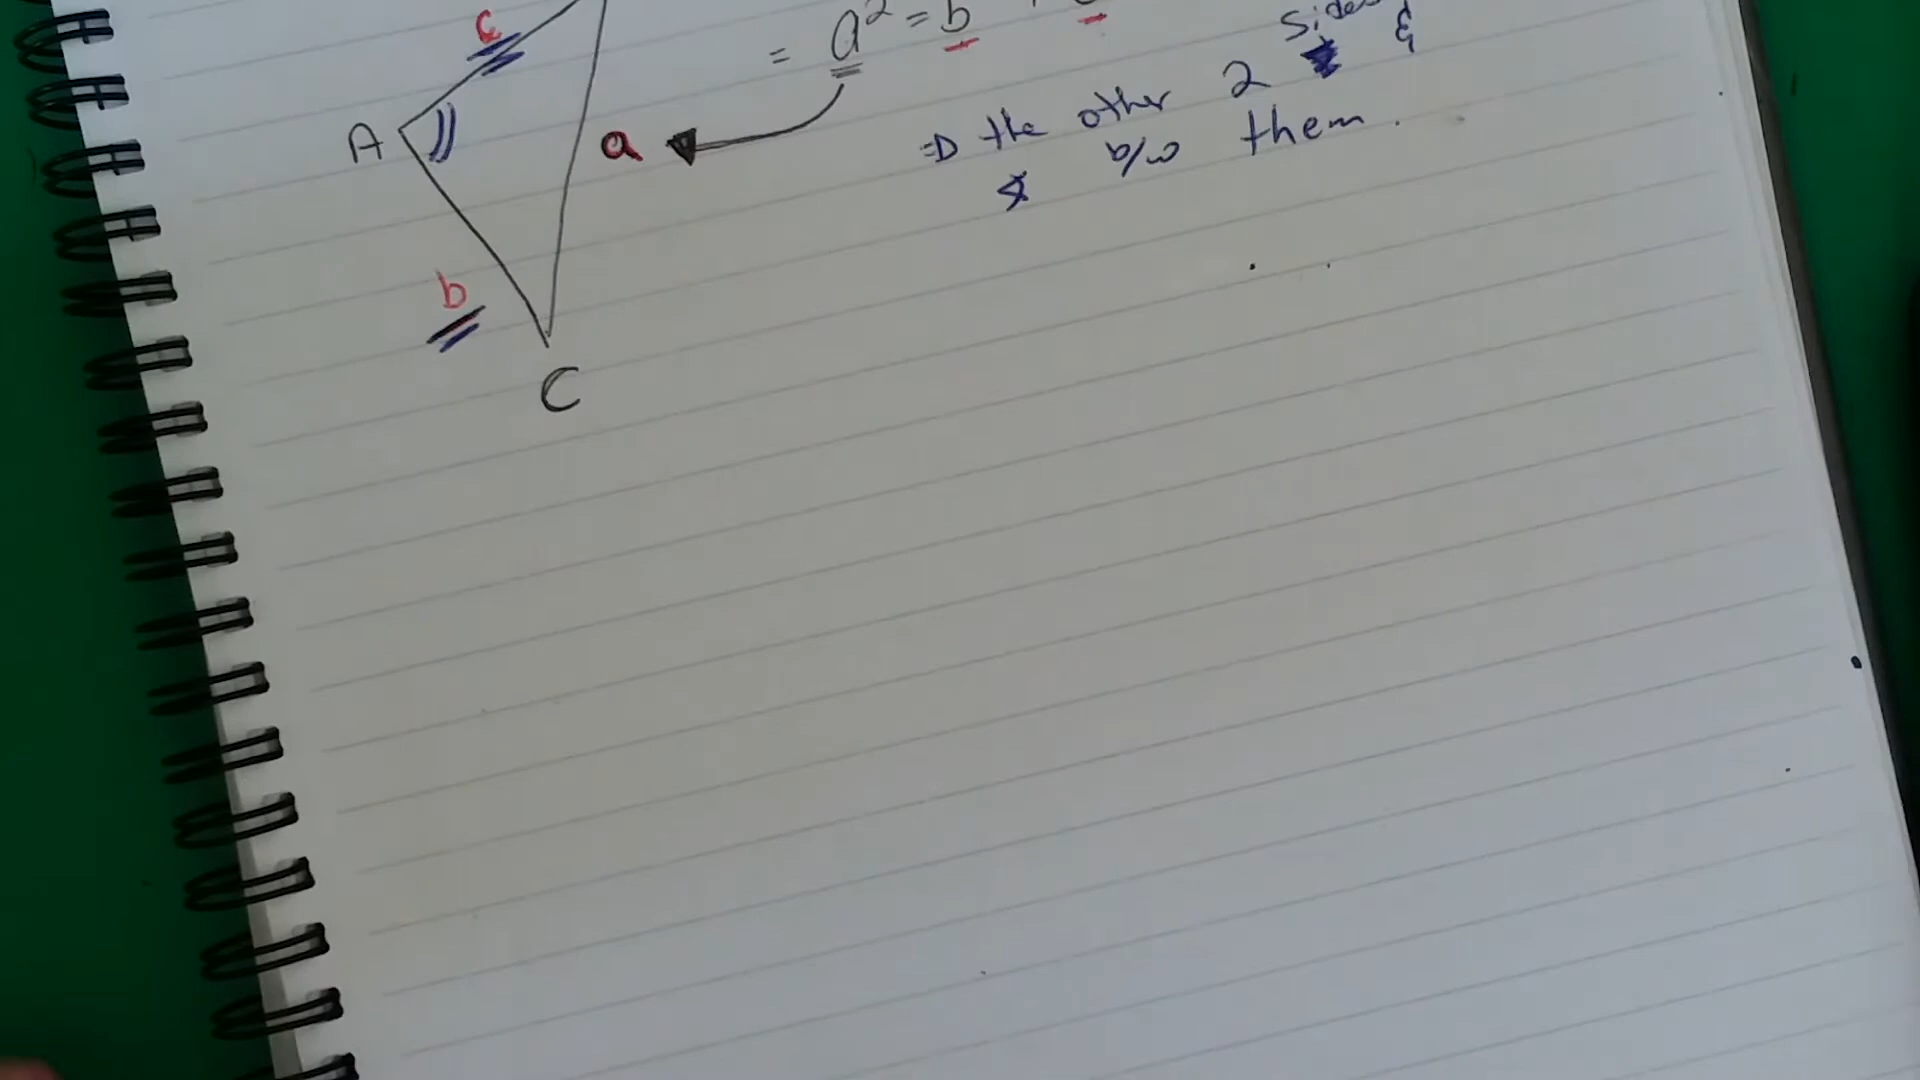 c
= a² = b
Sides &
A
a
⇒ the other 2
∡ b/w them.
b
C